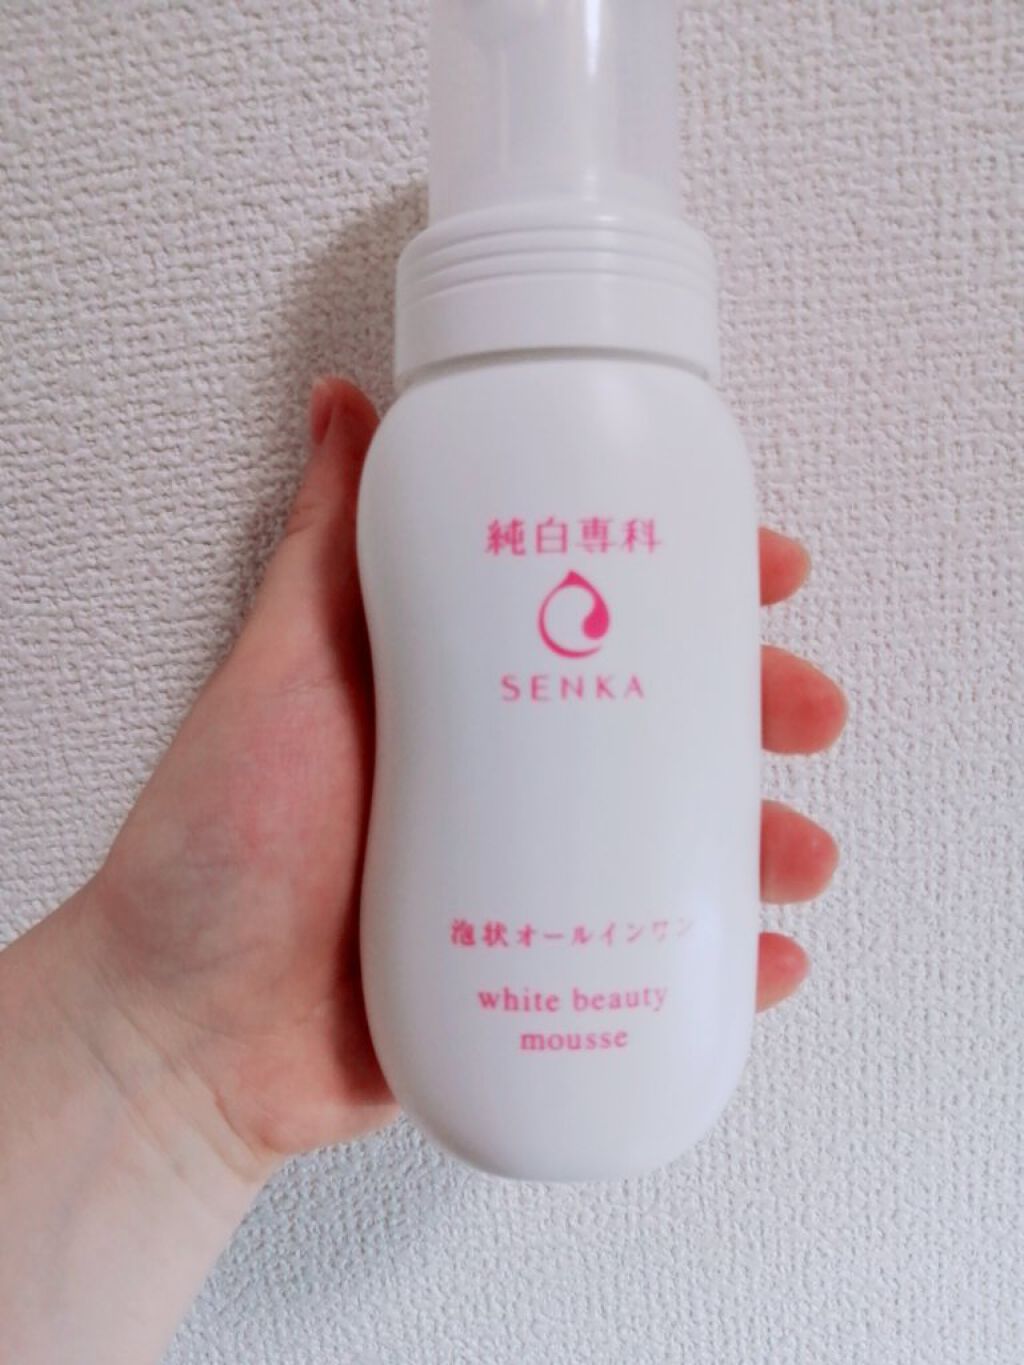 純白専科
SENKA
泡状オールインワン
white beauty
mousse